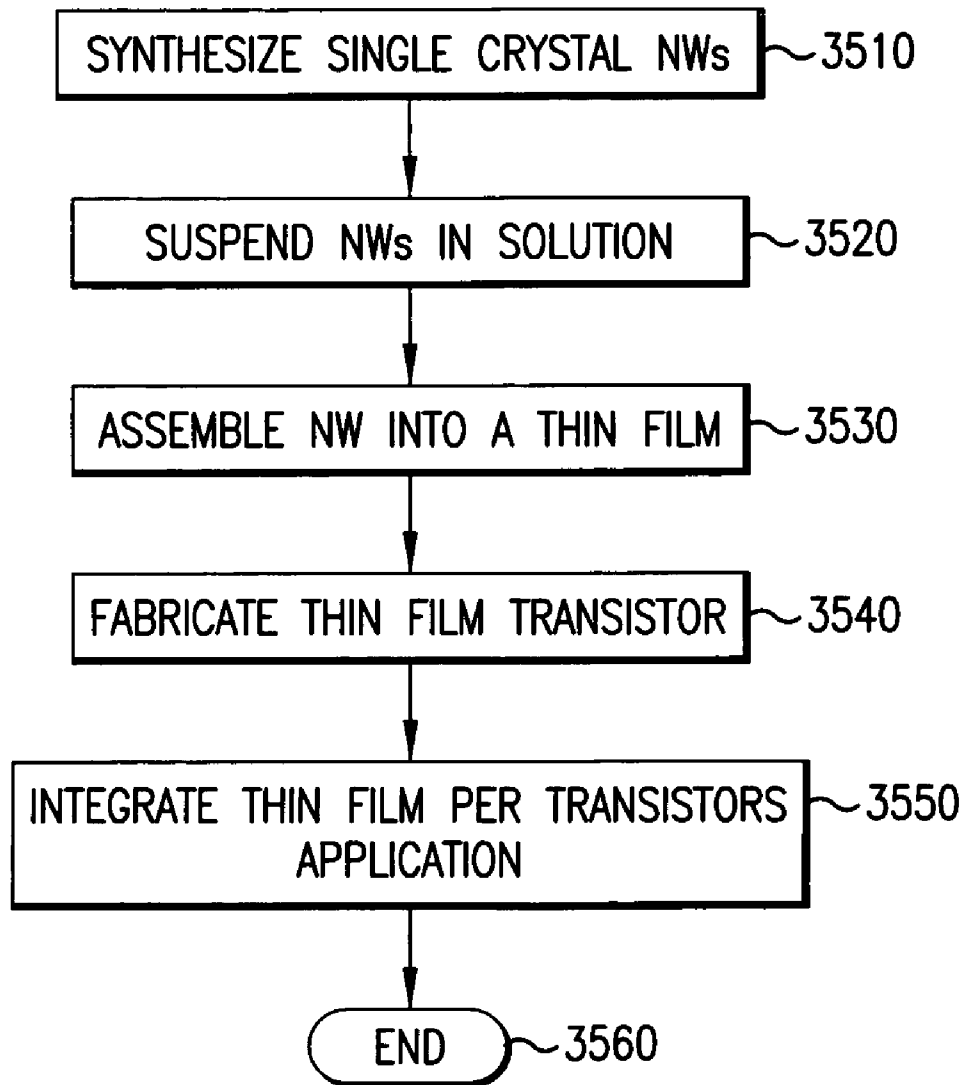 SYNTHESIZE SINGLE CRYSTAL NWs 3510
SUSPEND NWs IN SOLUTION 3520
ASSEMBLE NW INTO A THIN FILM 3530
FABRICATE THIN FILM TRANSISTOR 3540
INTEGRATE THIN FILM PER TRANSISTORS 3550
APPLICATION
END 3560